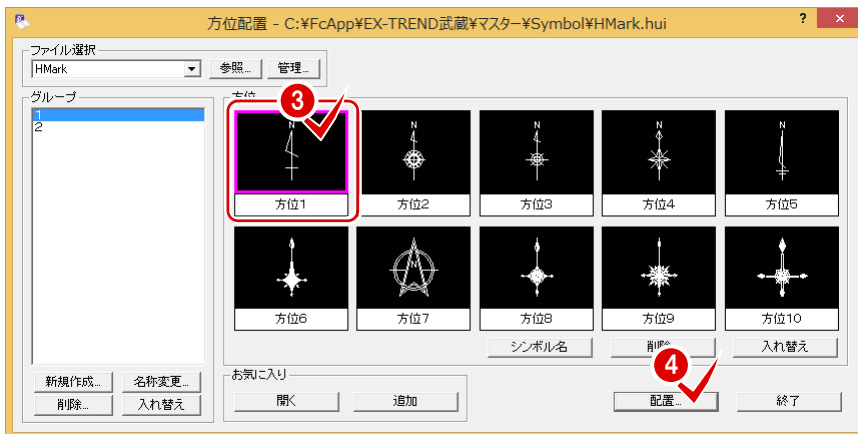 方位配置 - C:¥FcApp¥EX-TREND武蔵¥マスター¥Symbol¥HMark.hui
? ×
ファイル選択
HMark 参照... 管理...
グループ
1
2
方位
3
N N N N N
方位1 方位2 方位3 方位4 方位5
N
方位6 方位7 方位8 方位9 方位10
シンボル名 削除... 入れ替え
4
新規作成... 名称変更...
削除... 入れ替え
お気に入り
開く 追加
配置... 終了